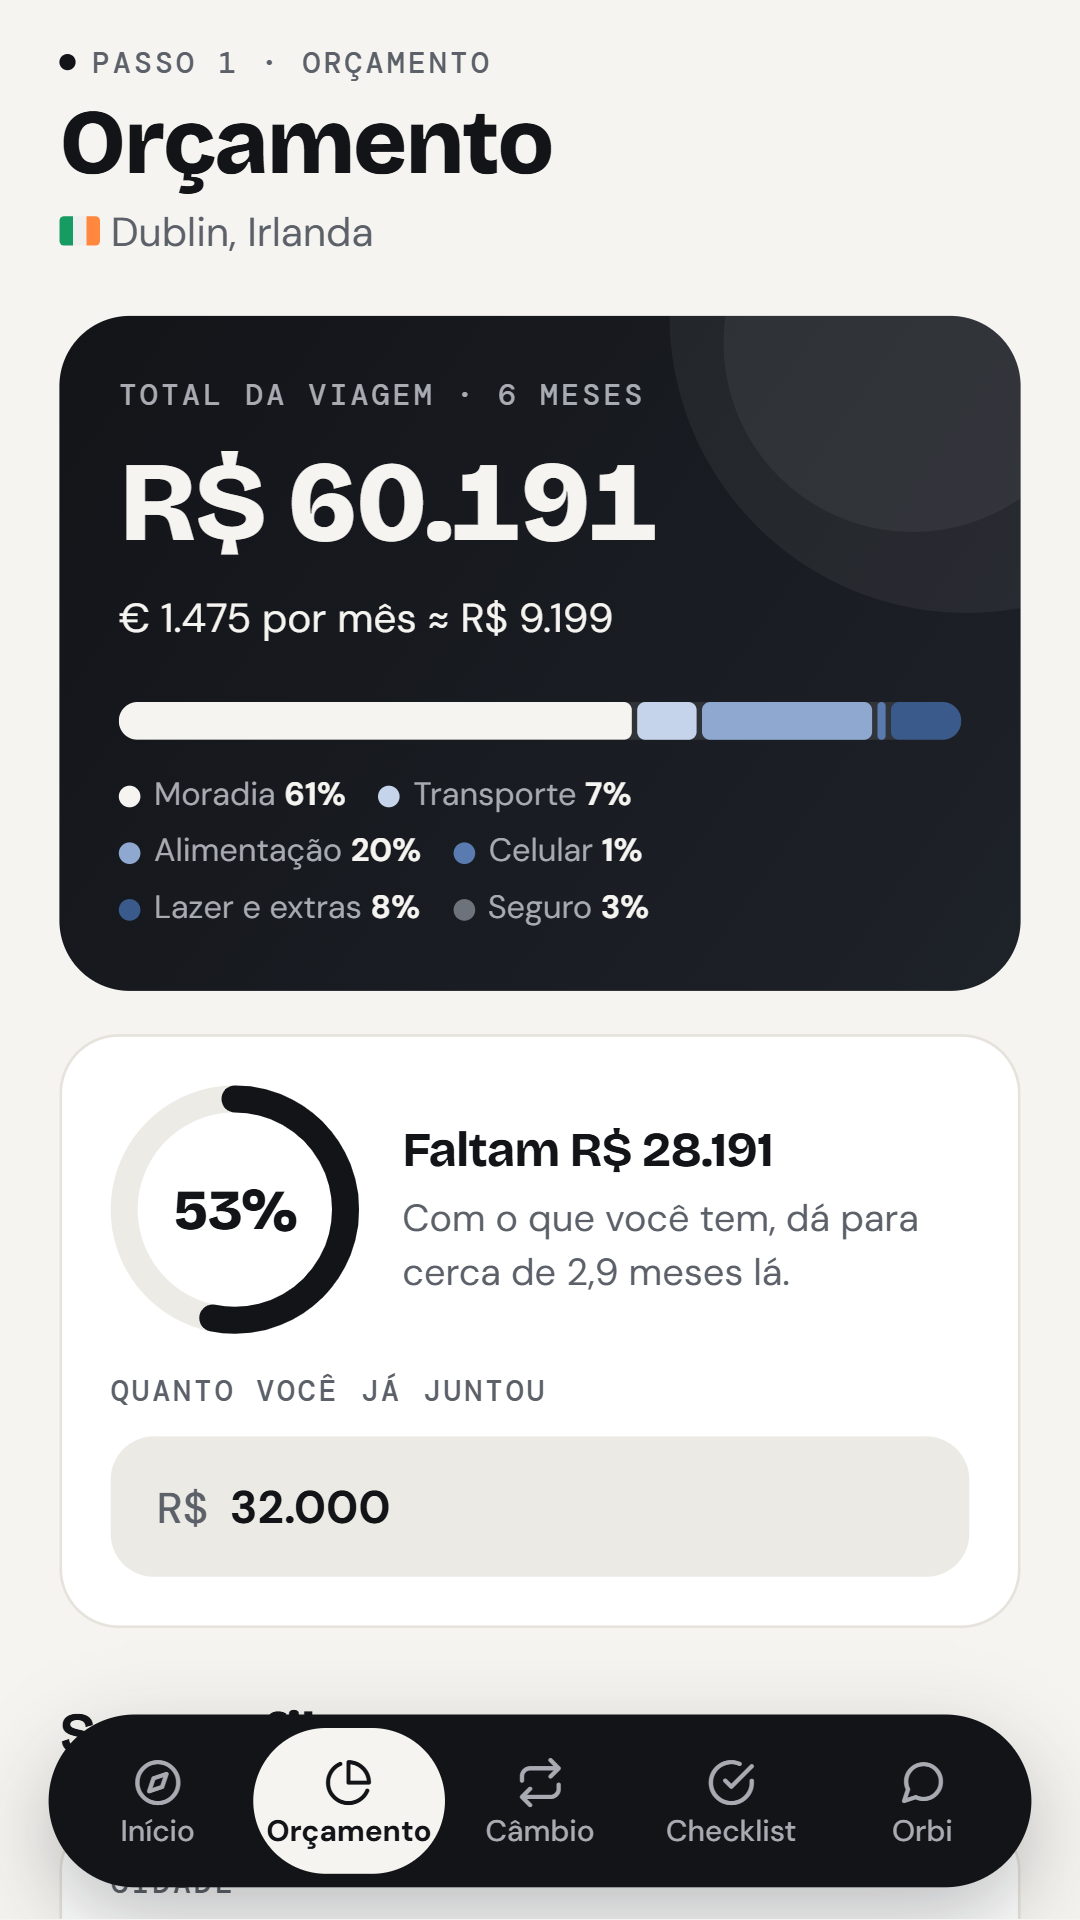 PASSO 1 · ORÇAMENTO
Orçamento
Dublin, Irlanda
TOTAL DA VIAGEM · 6 MESES
R$ 60.191
€ 1.475 por mês ≈ R$ 9.199
Moradia 61% Transporte 7%
Alimentação 20% Celular 1%
Lazer e extras 8% Seguro 3%
53%
Faltam R$ 28.191
Com o que você tem, dá para
cerca de 2,9 meses lá.
QUANTO VOCÊ JÁ JUNTOU
R$ 32.000
Início Orçamento Câmbio Checklist Orbi
CIDADE